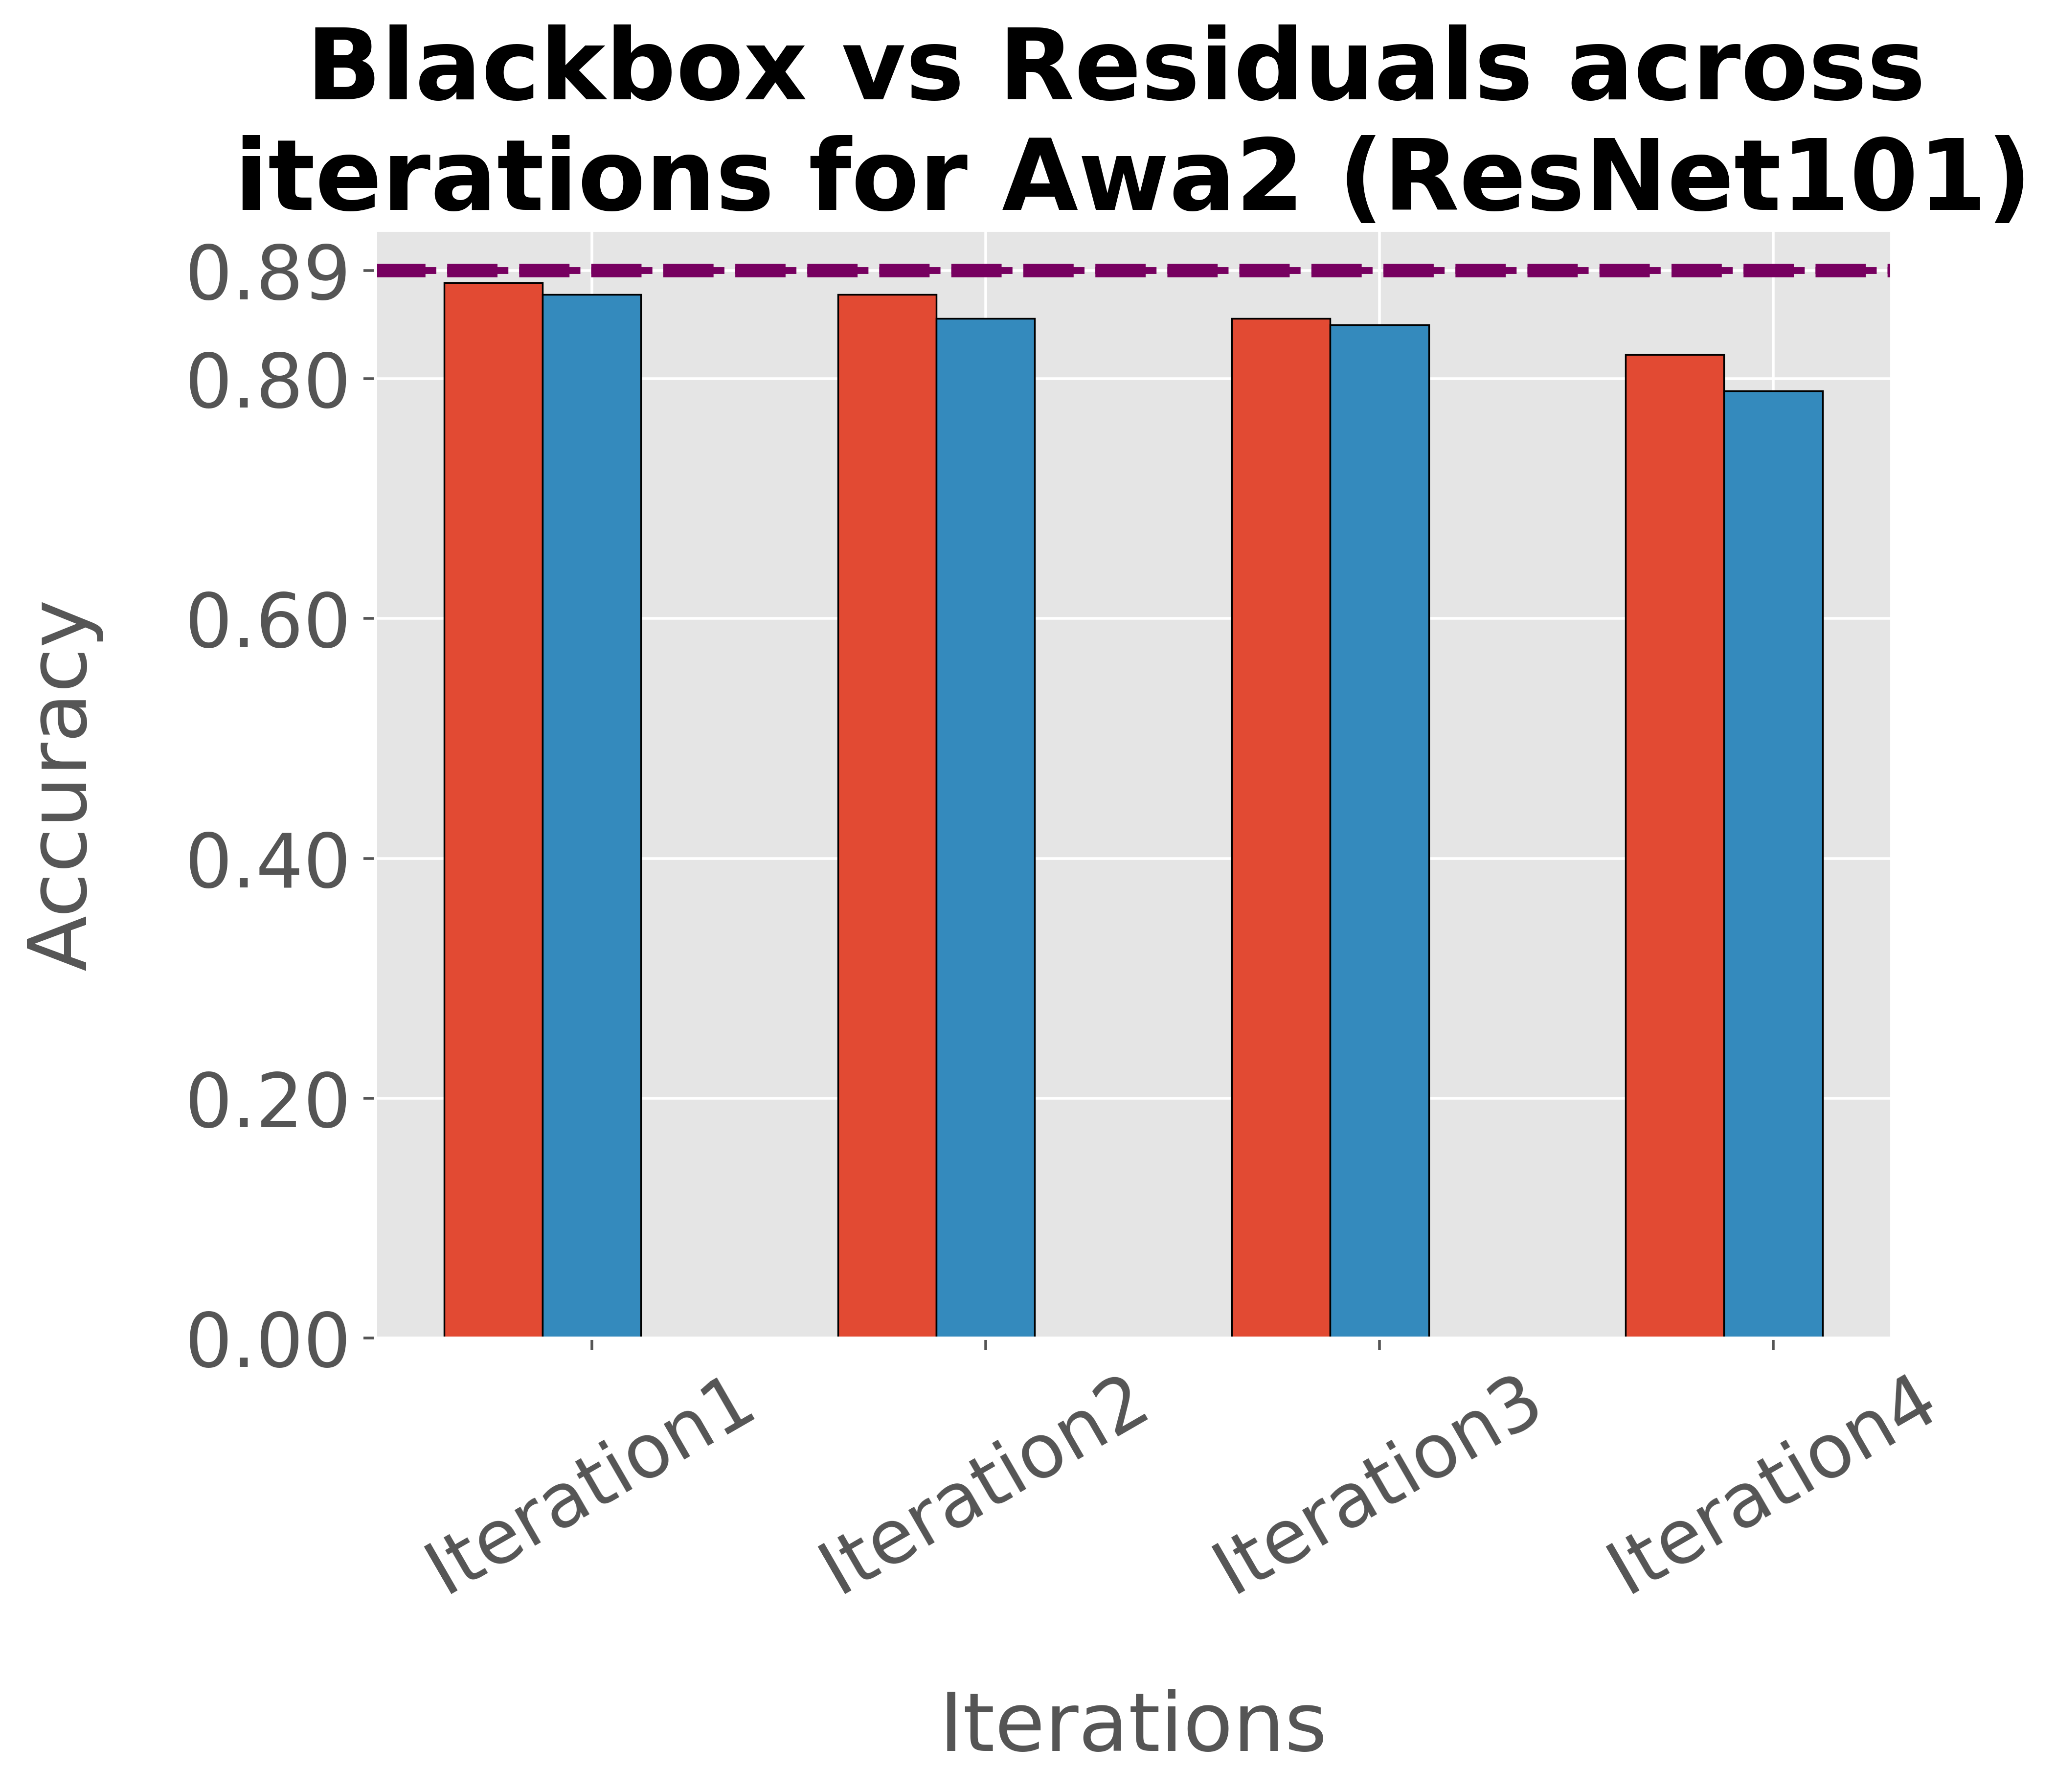 Blackbox vs Residuals across
iterations for Awa2 (ResNet101)
0.89
0.80
0.60
0.40
0.20
0.00
Accuracy
Iteration1
Iteration2
Iteration3
Iteration4
Iterations